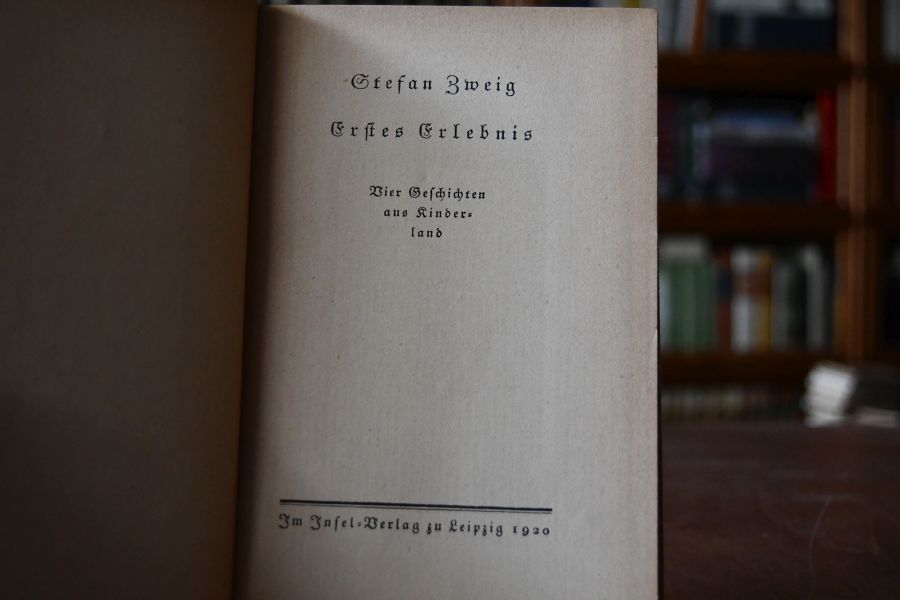 Stefan Zweig
Erstes Erlebnis
Vier Geschichten
aus Kinder-
land
Im Insel-Verlag zu Leipzig 1920